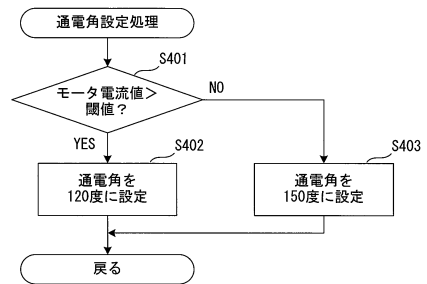 通電角設定処理
S401
モータ電流値＞
閾値？
NO
YES
S402
通電角を
120度に設定
S403
通電角を
150度に設定
戻る